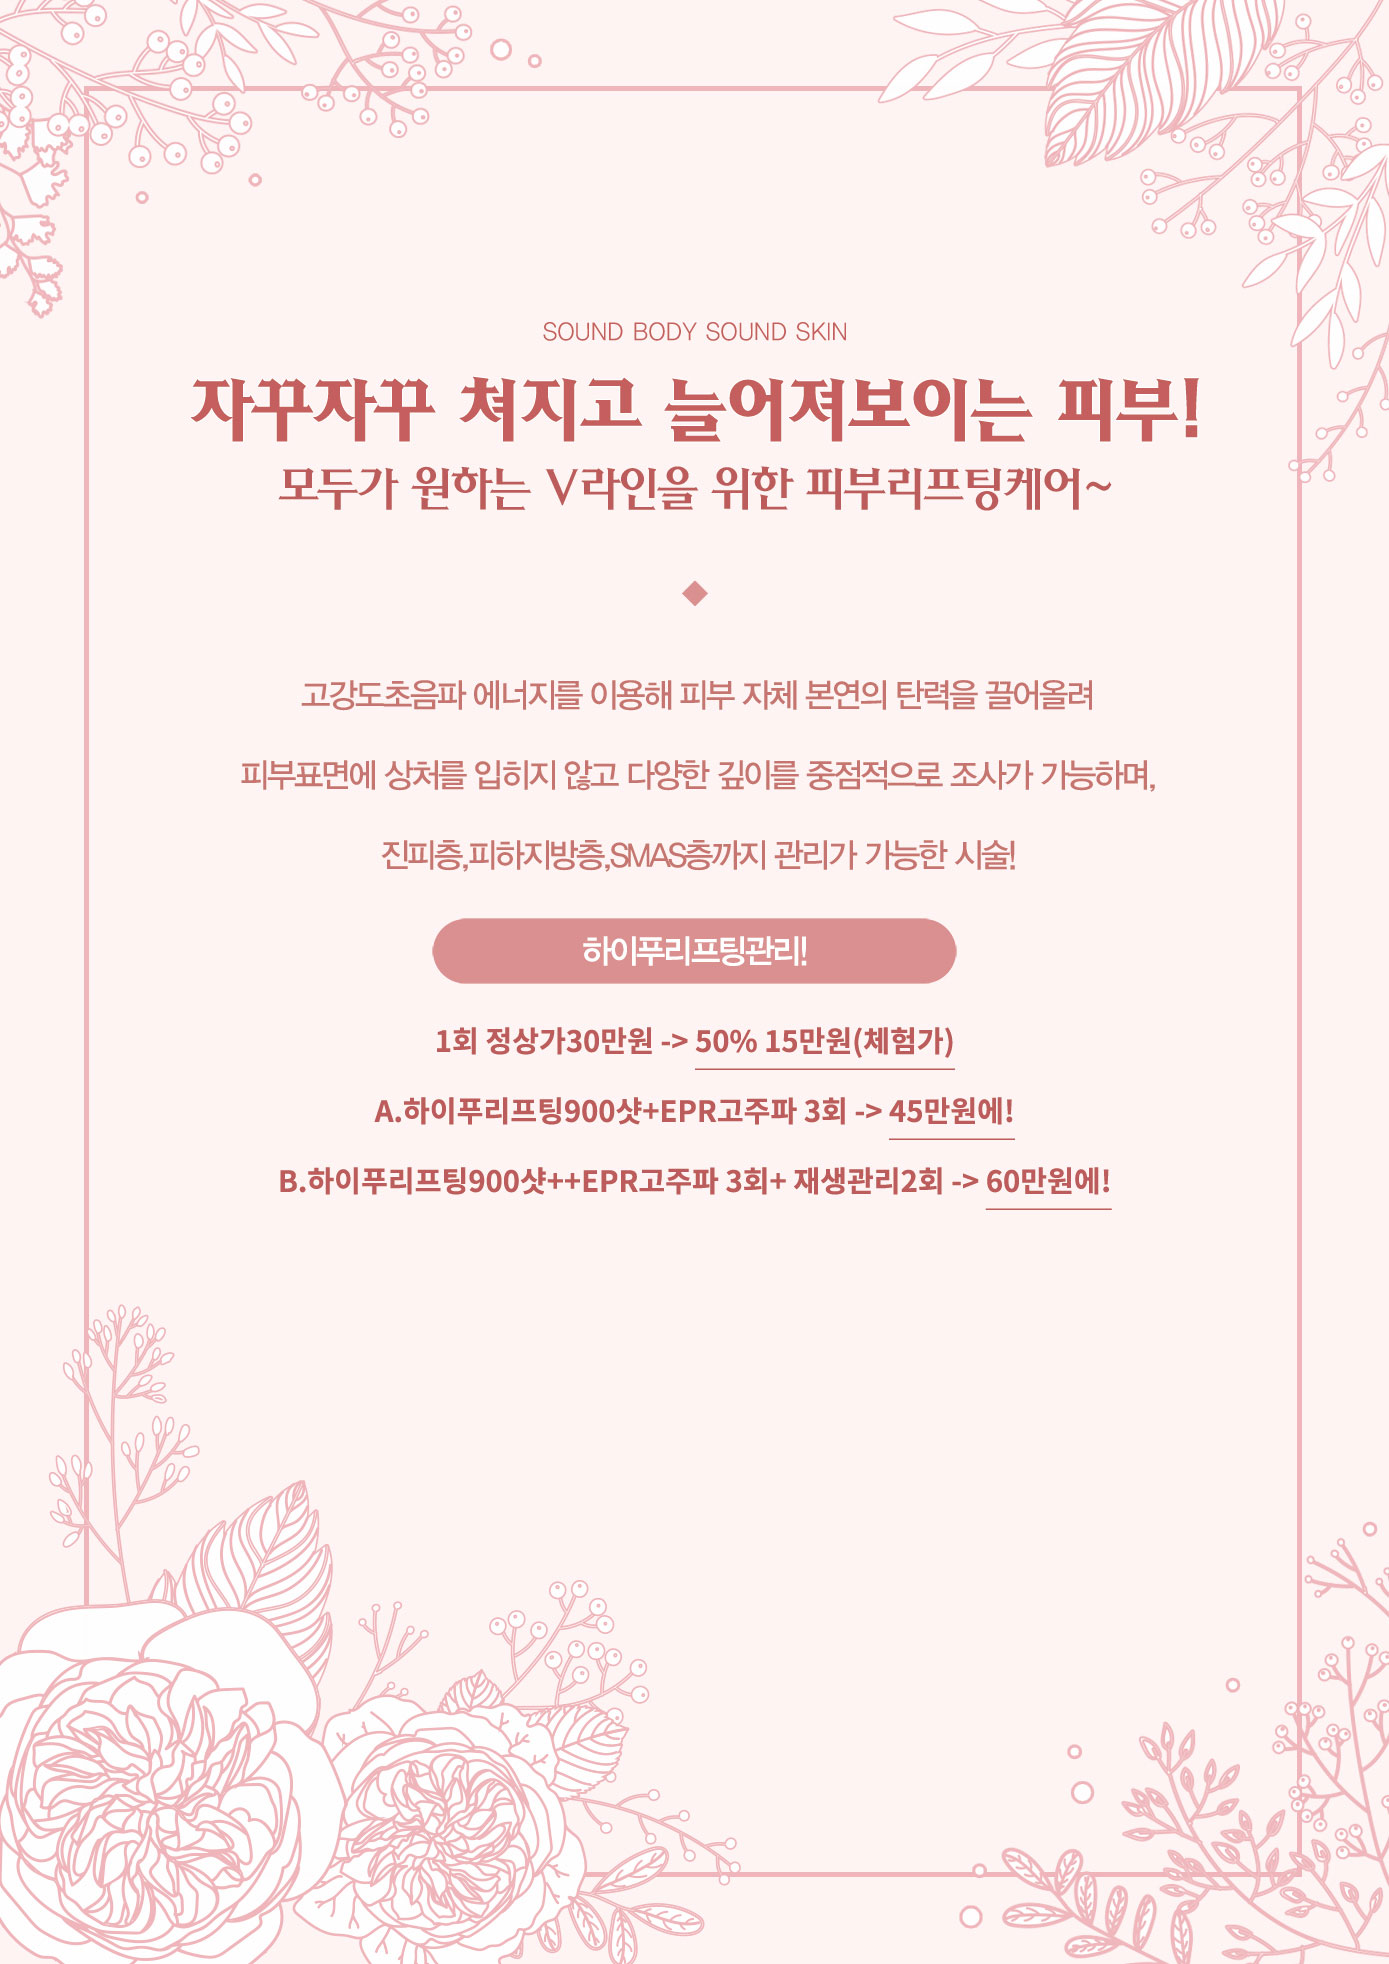 SOUND BODY SOUND SKIN
자꾸자꾸 쳐지고 늘어져보이는 피부!
모두가 원하는 V라인을 위한 피부리프팅케어~
고강도초음파 에너지를 이용해 피부 자체 본연의 탄력을 끌어올려
피부표면에 상처를 입히지 않고 다양한 깊이를 중점적으로 조사가 가능하며,
진피층,피하지방층,SMAS층까지 관리가 가능한 시술!
하이푸리프팅관리!
1회 정상가30만원 -> 50% 15만원(체험가)
A.하이푸리프팅900샷+EPR고주파 3회 -> 45만원에!
B.하이푸리프팅900샷++EPR고주파 3회+ 재생관리2회 -> 60만원에!